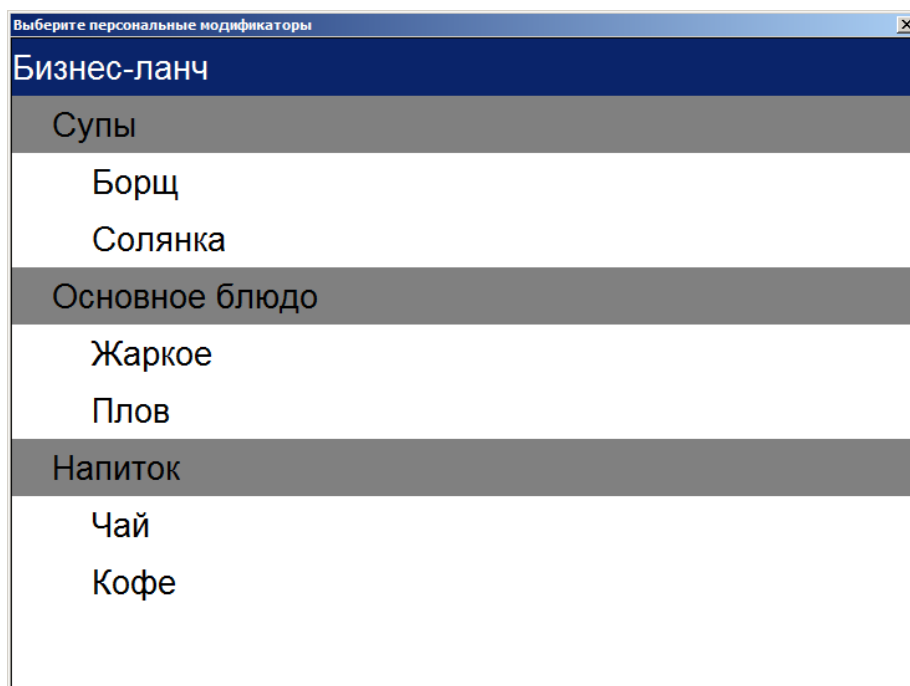 Выберите персональные модификаторы
Бизнес-ланч
Супы
Борщ
Солянка
Основное блюдо
Жаркое
Плов
Напиток
Чай
Кофе